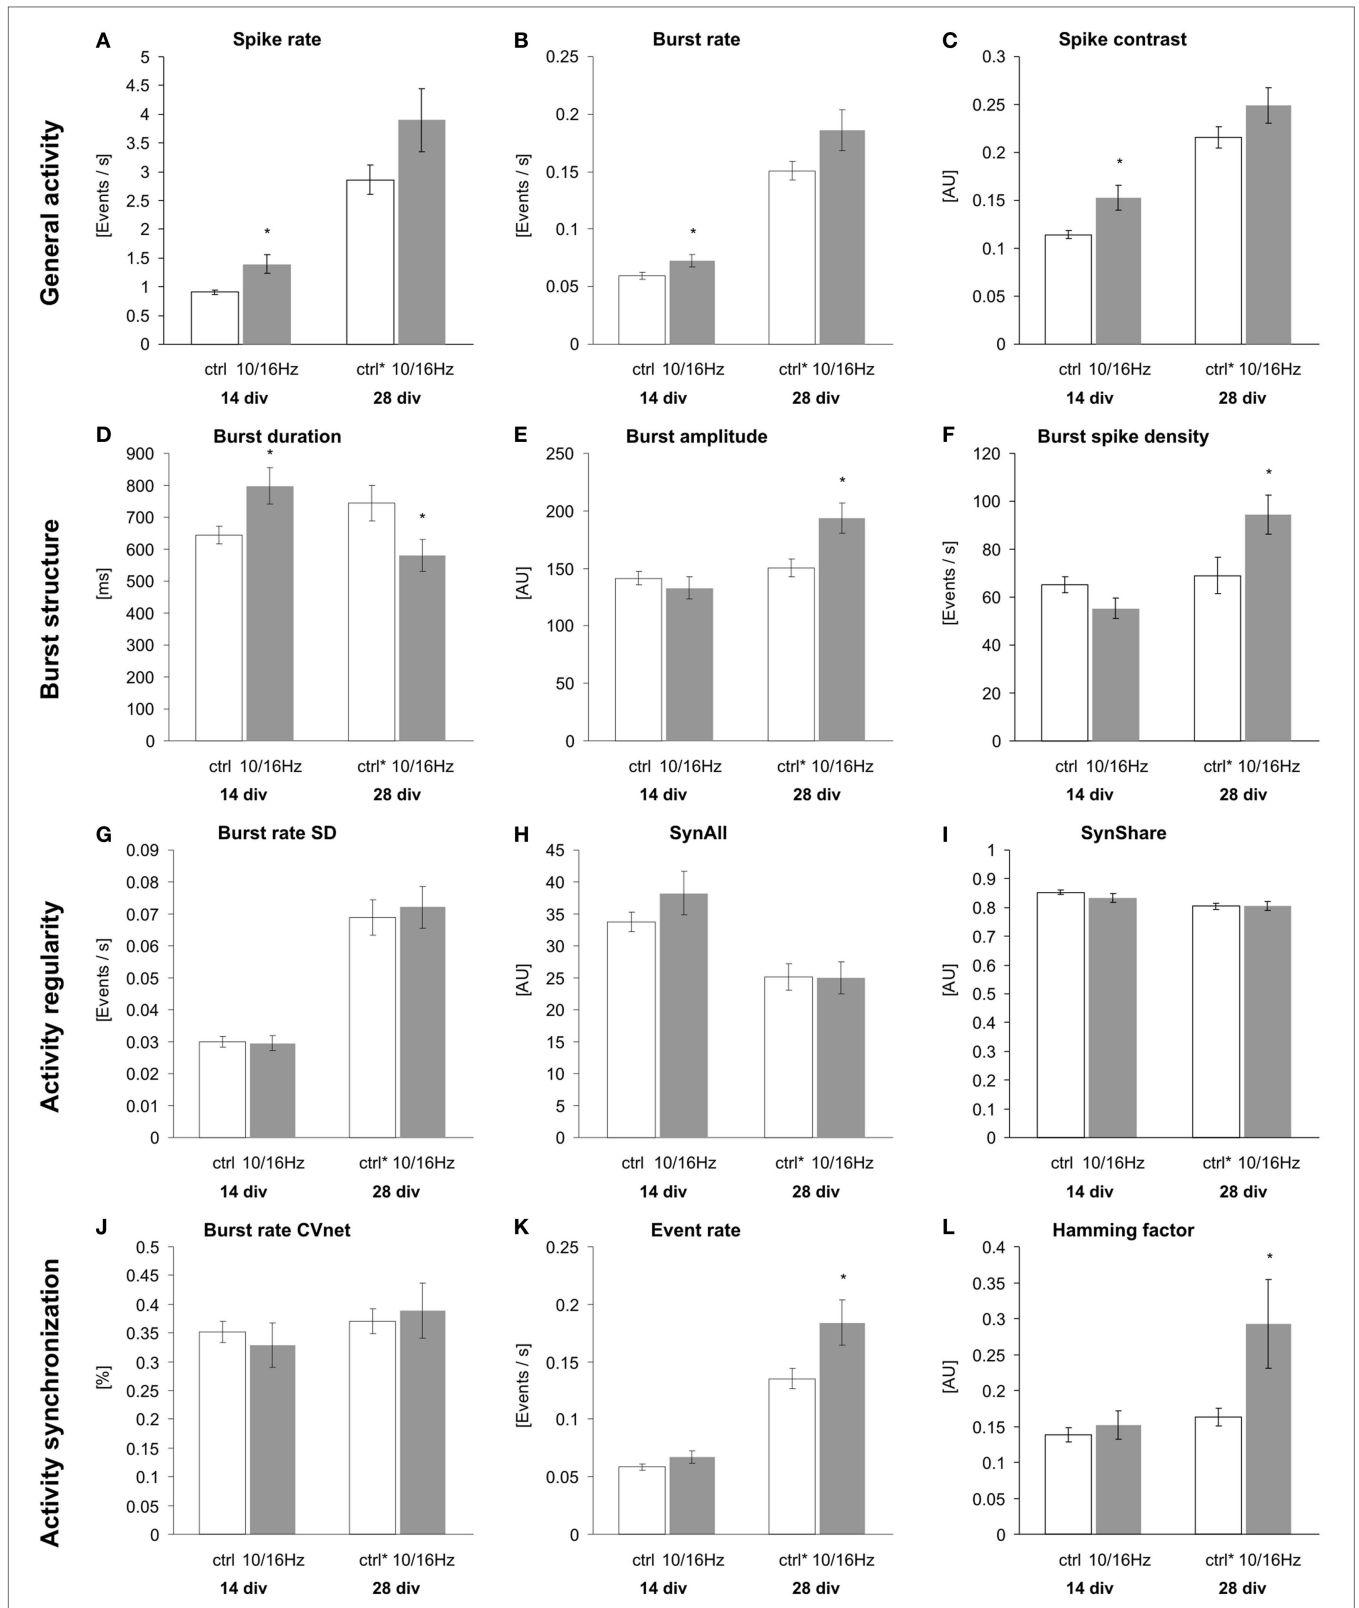 General activity
A Spike rate
[Events / s]
5
4.5
4
3.5
3
2.5
2
1.5
1
0.5
0
*
ctrl 10/16Hz ctrl* 10/16Hz
14 div 28 div
B Burst rate
[Events / s]
0.25
0.2
0.15
0.1
0.05
0
*
ctrl 10/16Hz ctrl* 10/16Hz
14 div 28 div
C Spike contrast
[AU]
0.3
0.25
0.2
0.15
0.1
0.05
0
*
ctrl 10/16Hz ctrl* 10/16Hz
14 div 28 div
Burst structure
D Burst duration
[ms]
900
800
700
600
500
400
300
200
100
0
*
*
ctrl 10/16Hz ctrl* 10/16Hz
14 div 28 div
E Burst amplitude
[AU]
250
200
150
100
50
0
*
ctrl 10/16Hz ctrl* 10/16Hz
14 div 28 div
F Burst spike density
[Events / s]
120
100
80
60
40
20
0
*
ctrl 10/16Hz ctrl* 10/16Hz
14 div 28 div
Activity regularity
G Burst rate SD
[Events / s]
0.09
0.08
0.07
0.06
0.05
0.04
0.03
0.02
0.01
0
ctrl 10/16Hz ctrl* 10/16Hz
14 div 28 div
H SynAll
[AU]
45
40
35
30
25
20
15
10
5
0
ctrl 10/16Hz ctrl* 10/16Hz
14 div 28 div
I SynShare
[AU]
1
0.9
0.8
0.7
0.6
0.5
0.4
0.3
0.2
0.1
0
ctrl 10/16Hz ctrl* 10/16Hz
14 div 28 div
Activity synchronization
J Burst rate CVnet
[%]
0.5
0.45
0.4
0.35
0.3
0.25
0.2
0.15
0.1
0.05
0
ctrl 10/16Hz ctrl* 10/16Hz
14 div 28 div
K Event rate
[Events / s]
0.25
0.2
0.15
0.1
0.05
0
*
ctrl 10/16Hz ctrl* 10/16Hz
14 div 28 div
L Hamming factor
[AU]
0.4
0.35
0.3
0.25
0.2
0.15
0.1
0.05
0
*
ctrl 10/16Hz ctrl* 10/16Hz
14 div 28 div